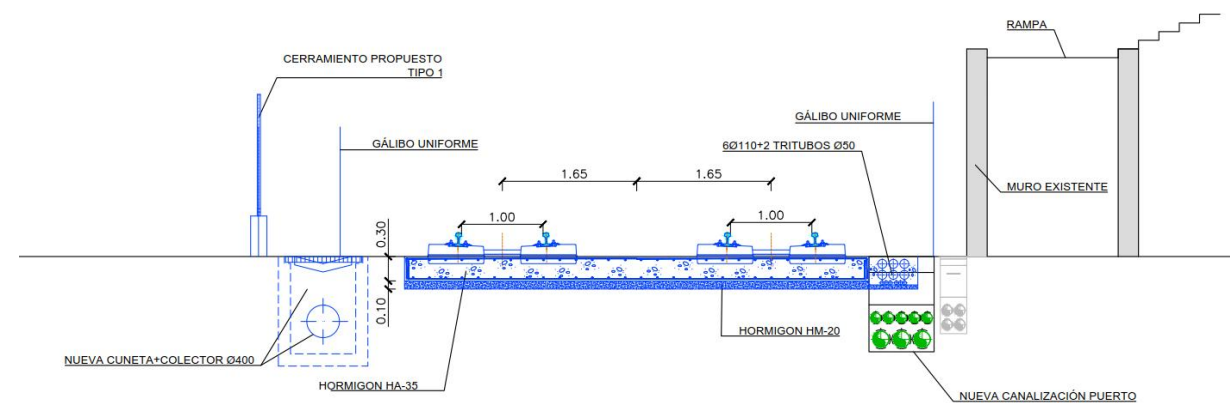 RAMPA
CERRAMIENTO PROPUESTO
TIPO 1
GÁLIBO UNIFORME
GÁLIBO UNIFORME
6Ø110+2 TRITUBOS Ø50
1.65
1.65
MURO EXISTENTE
1.00
1.00
0.30
0.10
HORMIGON HM-20
NUEVA CUNETA+COLECTOR Ø400
HORMIGON HA-35
NUEVA CANALIZACIÓN PUERTO